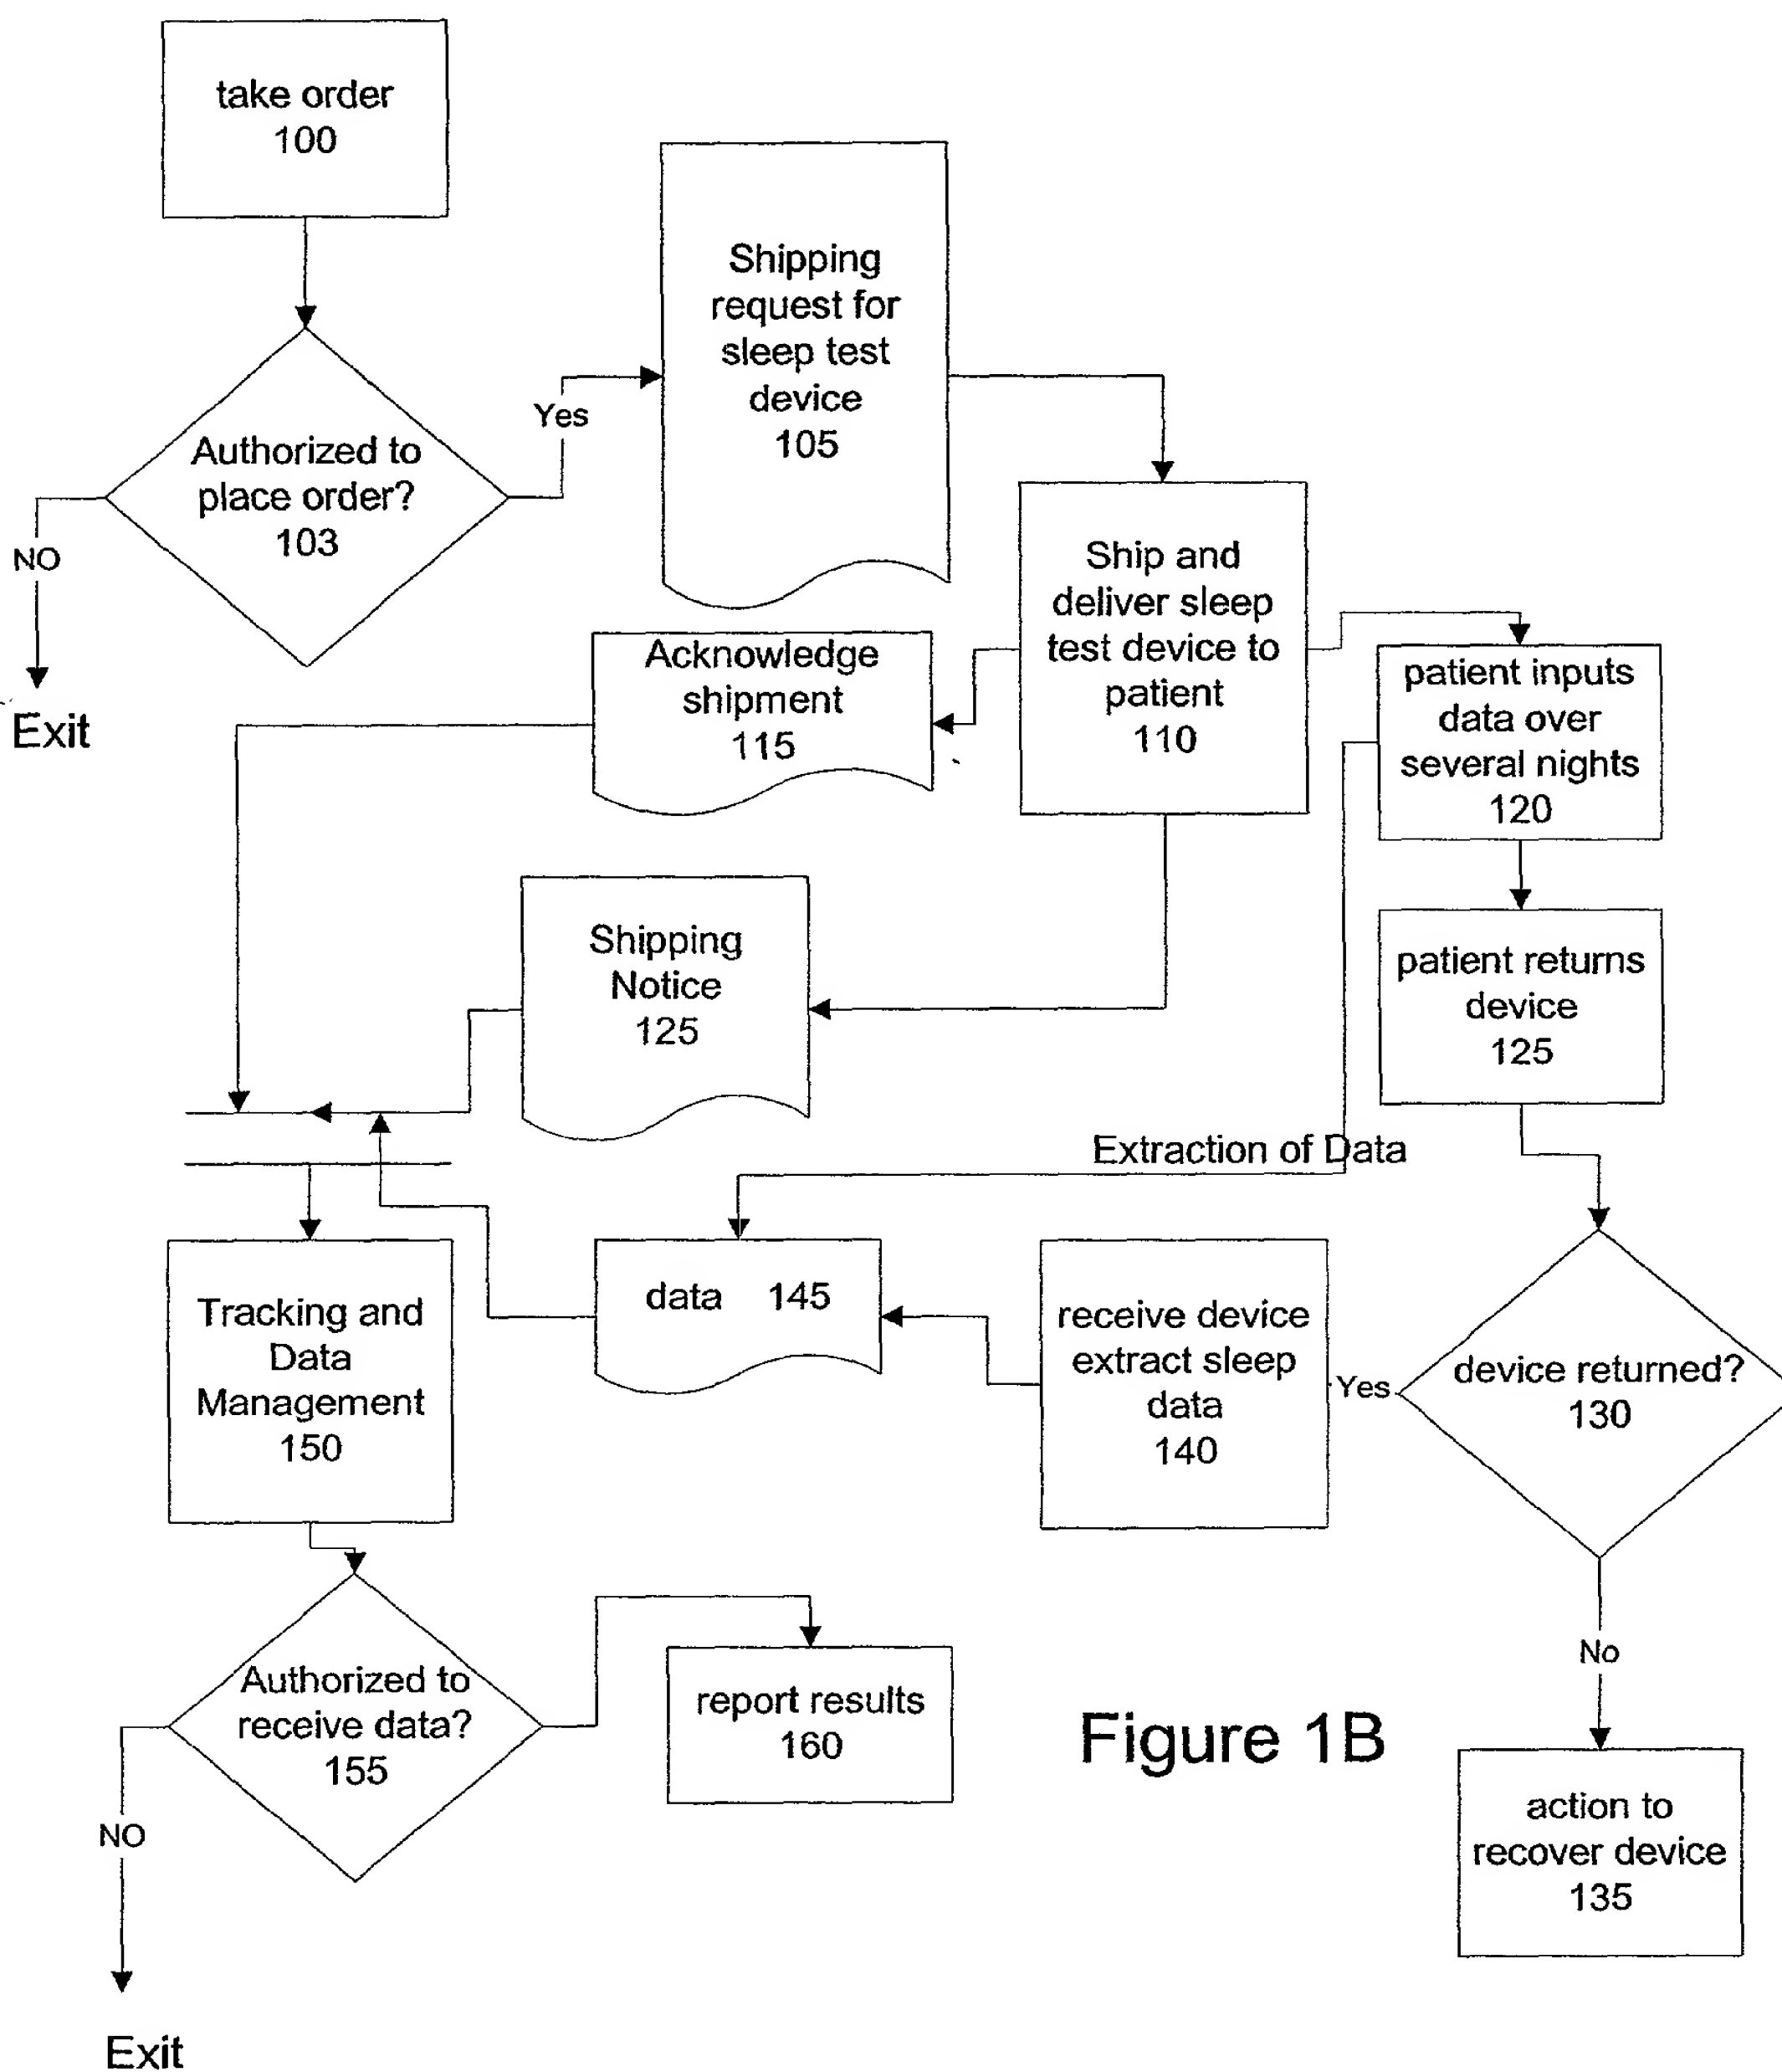 take order
100
Authorized to
place order?
103
NO
Exit
Yes
Shipping
request for
sleep test
device
105
Ship and
deliver sleep
test device to
patient
110
Acknowledge
shipment
115
patient inputs
data over
several nights
120
Shipping
Notice
125
patient returns
device
125
Extraction of Data
Tracking and
Data
Management
150
data 145
receive device
extract sleep
data
140
Yes
device returned?
130
No
action to
recover device
135
Authorized to
receive data?
155
NO
Exit
report results
160
Figure 1B